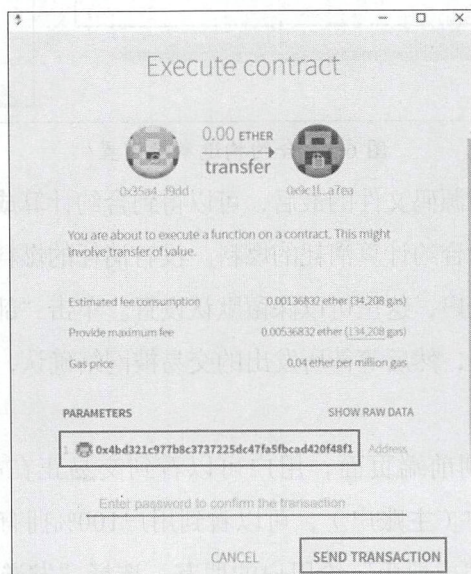 Execute contract
0.00 ETHER
transfer
0x35a4...f9dd
0x9c1f...a7ea
You are about to execute a function on a contract. This might
involve transfer of value.
Estimated fee consumption 0.00136832 ether (34,208 gas)
Provide maximum fee 0.00536832 ether (134,208 gas)
Gas price 0.04 ether per million gas
PARAMETERS SHOW RAW DATA
1 0x4bd321c977b8c3737225dc47fa5fbcad420f48f1 Address
Enter password to confirm the transaction
CANCEL SEND TRANSACTION